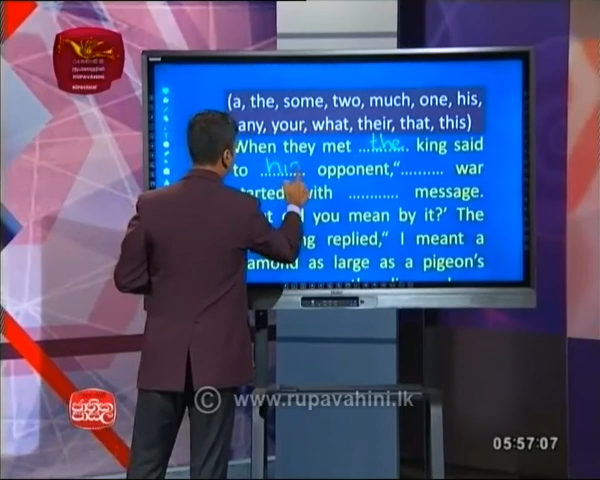 (a, the, some, two, much, one, his,
any, your, what, their, that, this)
When they met ...the... king said
to ...his... opponent,“.......... war
started with ............ message.
did you mean by it?’ The
replied,“ I meant a
as large as a pigeon’s
© www.rupavahini.lk
05:57:07